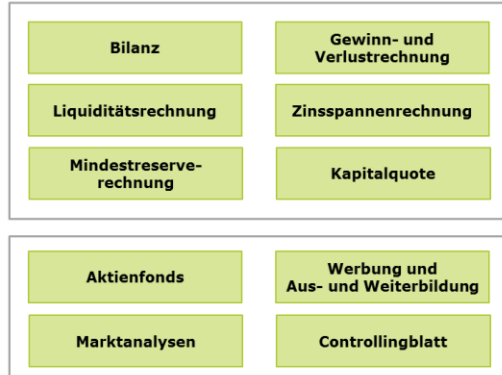 Bilanz
Gewinn- und
Verlustrechnung
Liquiditätsrechnung
Zinsspannenrechnung
Mindestreserve-
rechnung
Kapitalquote
Aktienfonds
Werbung und
Aus- und Weiterbildung
Marktanalysen
Controllingblatt